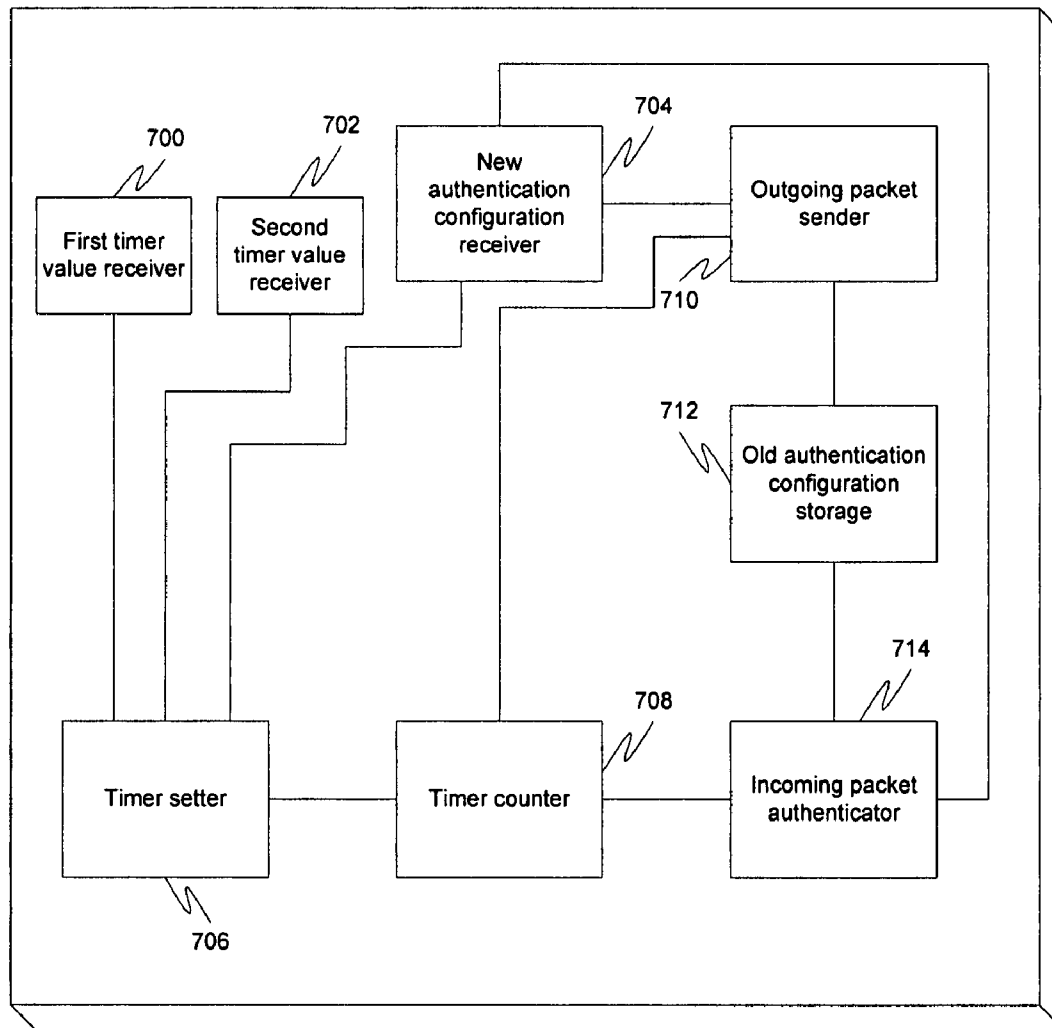 700
702
704
First timer
value receiver
Second
timer value
receiver
New
authentication
configuration
receiver
Outgoing packet
sender
710
712
Old authentication
configuration
storage
714
708
Timer setter
Timer counter
Incoming packet
authenticator
706